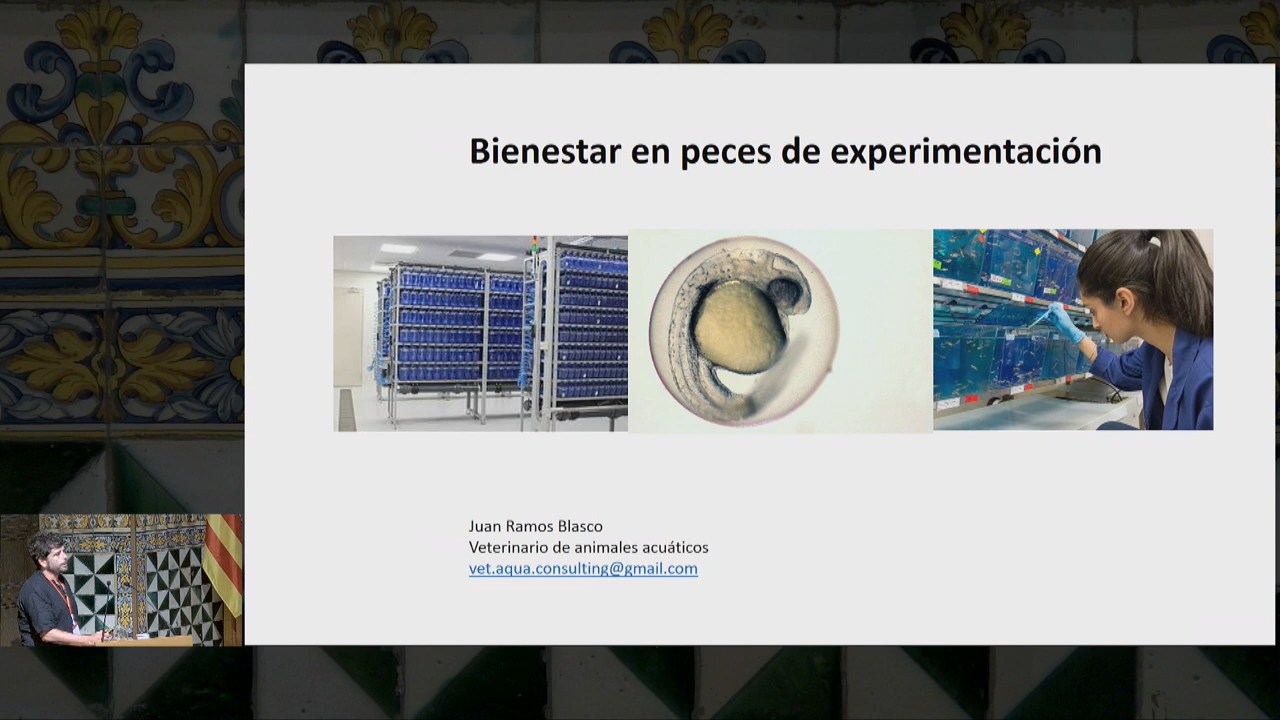 Bienestar en peces de experimentación
Juan Ramos Blasco
Veterinario de animales acuáticos
vet.aqua.consulting@gmail.com